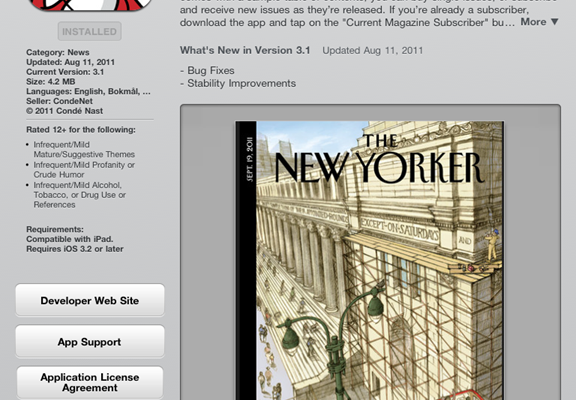 INSTALLED
Category: News
Updated: Aug 11, 2011
Current Version: 3.1
Size: 4.2 MB
Languages: English, Bokmål, ...
Seller: CondeNet
© 2011 Condé Nast
Rated 12+ for the following:
• Infrequent/Mild
Mature/Suggestive Themes
• Infrequent/Mild Profanity or
Crude Humor
• Infrequent/Mild Alcohol,
Tobacco, or Drug Use or
References
Requirements:
Compatible with iPad.
Requires iOS 3.2 or later
Developer Web Site
App Support
Application License
Agreement
and receive new issues as they're released. If you're already a subscriber,
download the app and tap on the "Current Magazine Subscriber" bu... More ▼
What's New in Version 3.1 Updated Aug 11, 2011
- Bug Fixes
- Stability Improvements
SEPT. 19, 2011
THE
NEW YORKER
ROUNDS
EXCEPT·ON·SATURDAYS
AND